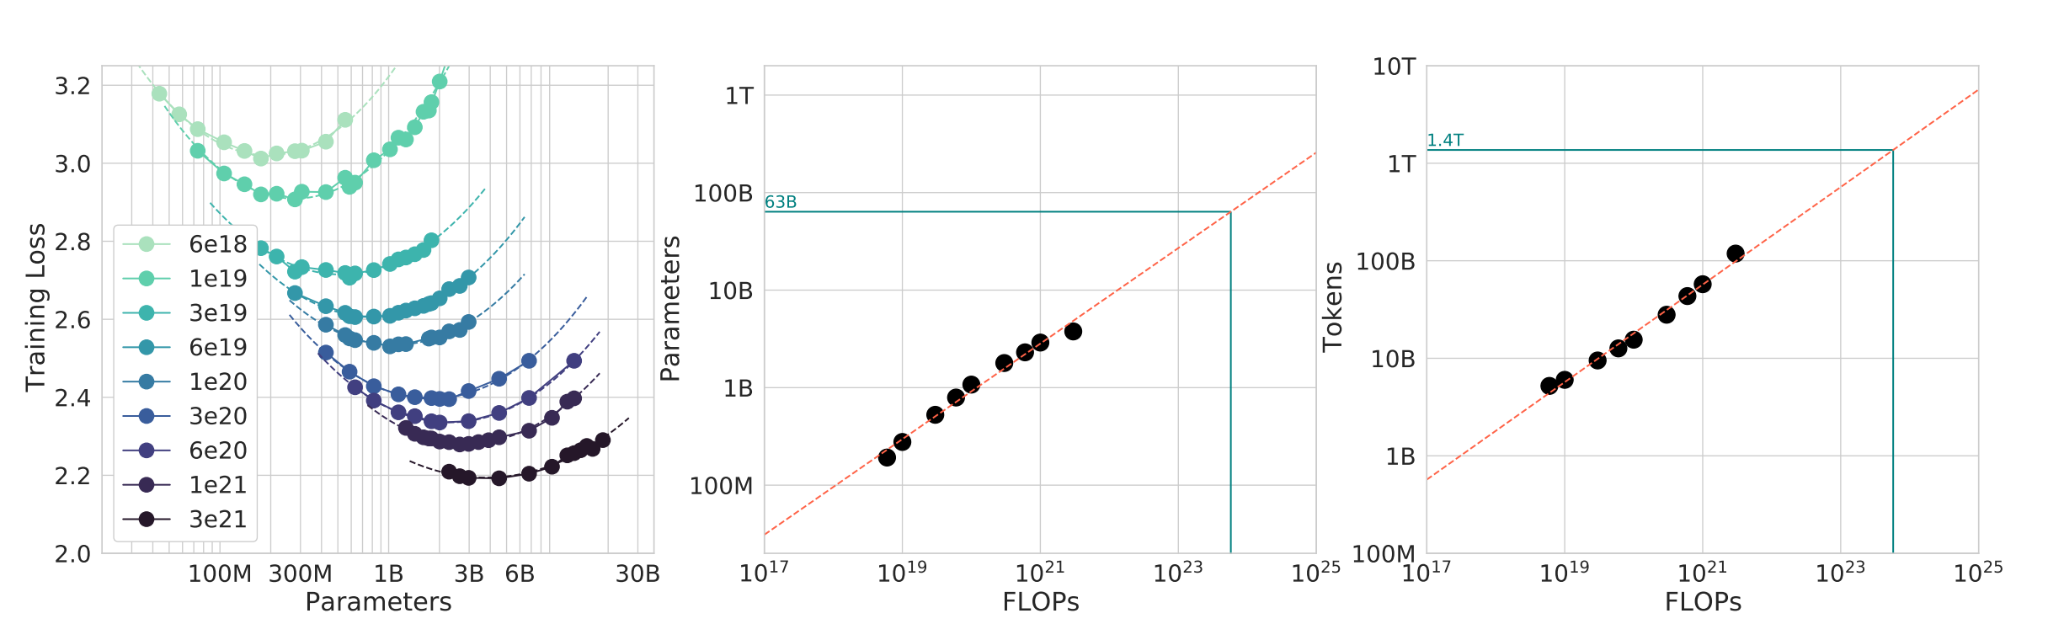 3.2
3.0
2.8
2.6
2.4
2.2
2.0
Training Loss
6e18
1e19
3e19
6e19
1e20
3e20
6e20
1e21
3e21
100M 300M 1B 3B 6B 30B
Parameters
1T
100B
10B
1B
100M
Parameters
63B
10^17 10^19 10^21 10^23 10^25
FLOPs
10T
1T
100B
10B
1B
100M
Tokens
1.4T
10^17 10^19 10^21 10^23 10^25
FLOPs